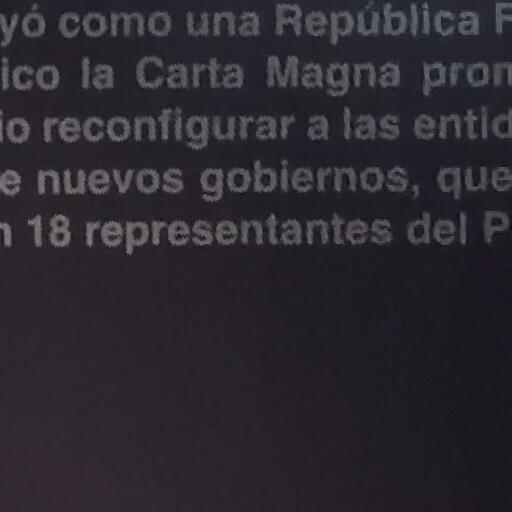 yó como una República F
ico la Carta Magna pron
io reconfigurar a las entid
e nuevos gobiernos, que
n 18 representantes del P